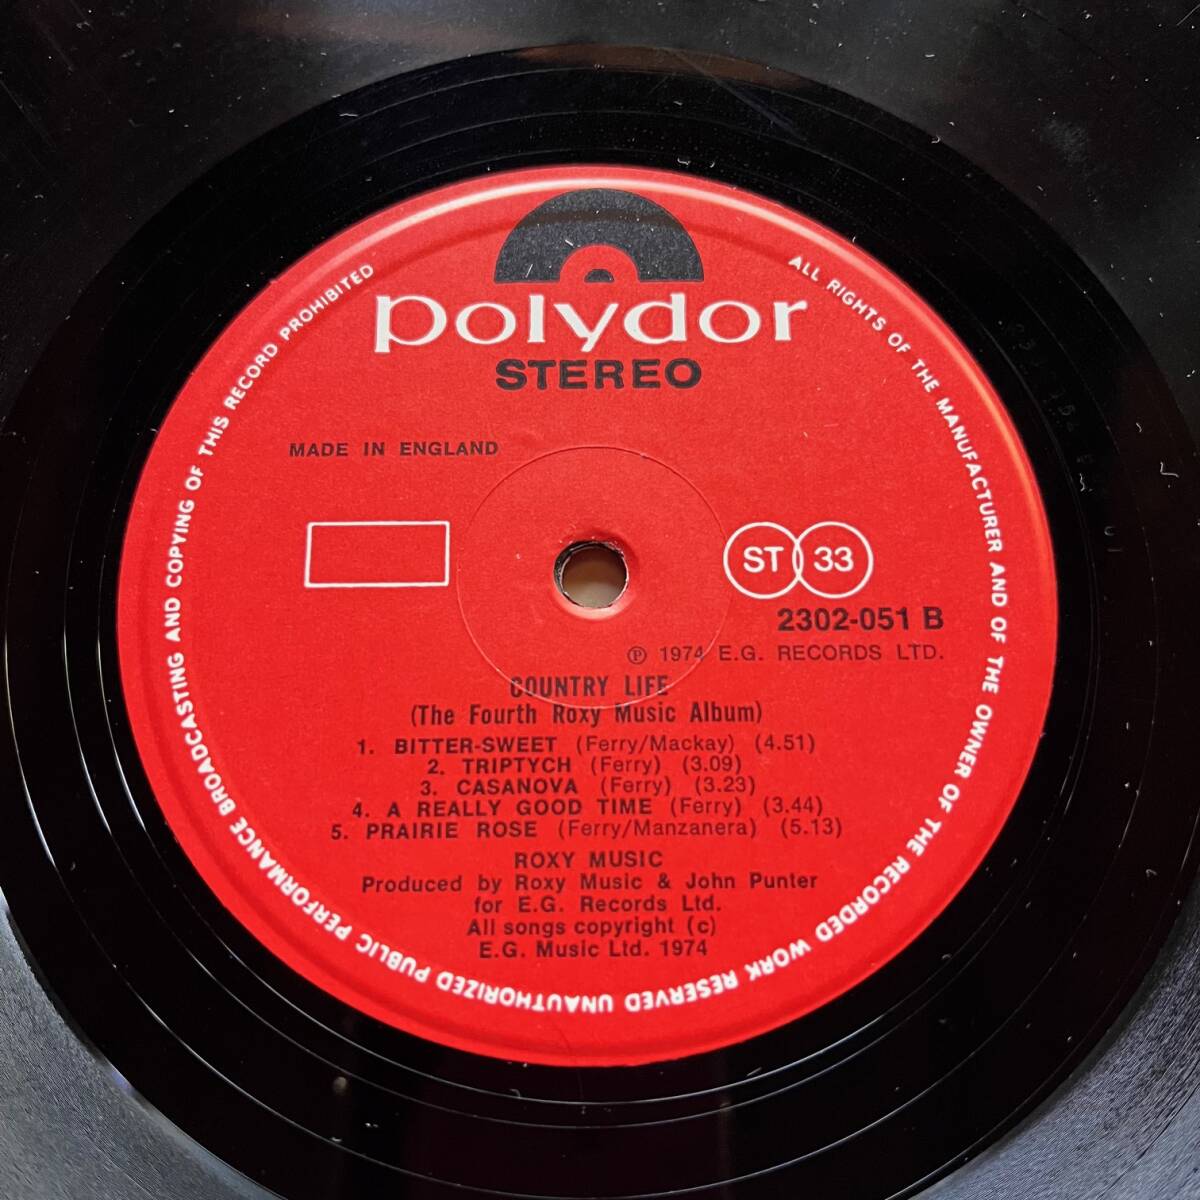 polydor
STEREO
MADE IN ENGLAND
ST 33
2302-051 B
℗ 1974 E.G. RECORDS LTD.
COUNTRY LIFE
(The Fourth Roxy Music Album)
1. BITTER-SWEET (Ferry/Mackay) (4.51)
2. TRIPTYCH (Ferry) (3.09)
3. CASANOVA (Ferry) (3.23)
4. A REALLY GOOD TIME (Ferry) (3.44)
5. PRAIRIE ROSE (Ferry/Manzanera) (5.13)
ROXY MUSIC
Produced by Roxy Music & John Punter
for E.G. Records Ltd.
All songs copyright (c)
E.G. Music Ltd. 1974
ALL RIGHTS OF THE MANUFACTURER AND OF THE OWNER OF THE RECORDED WORK RESERVED UNAUTHORIZED PUBLIC PERFORMANCE BROADCASTING AND COPYING OF THIS RECORD PROHIBITED